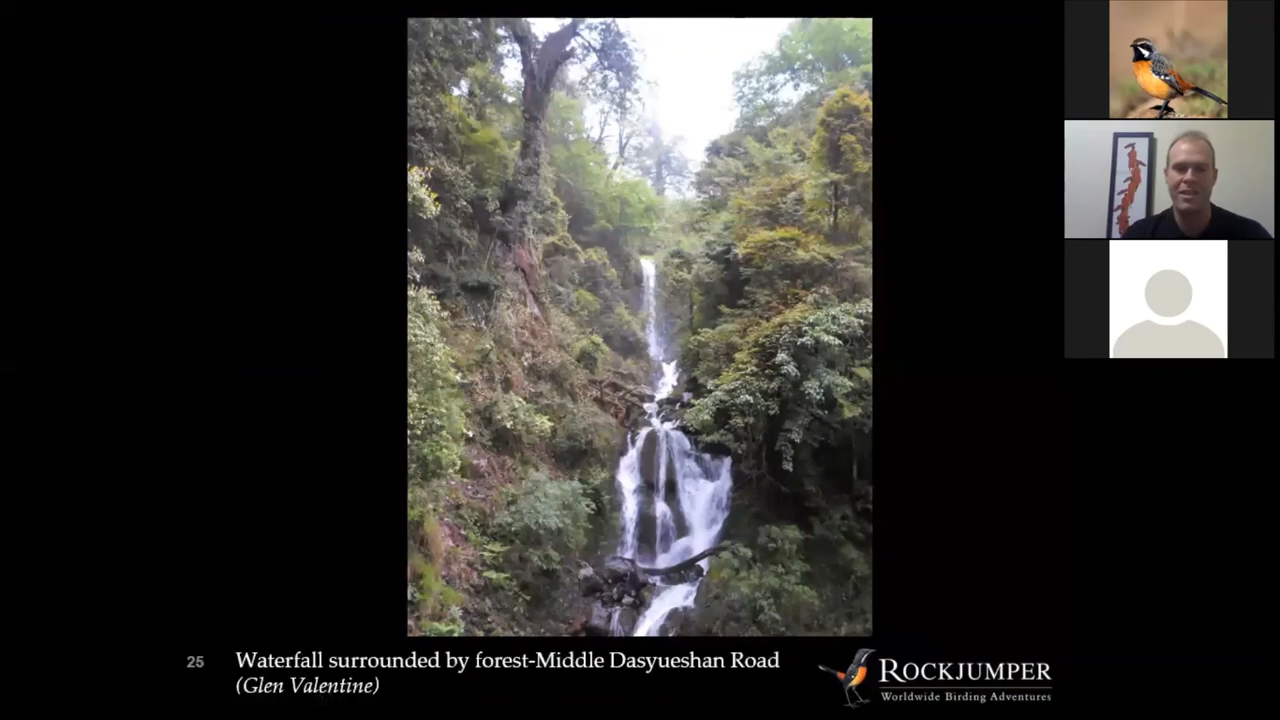 25
Waterfall surrounded by forest-Middle Dasyueshan Road
(Glen Valentine)
ROCKJUMPER
Worldwide Birding Adventures